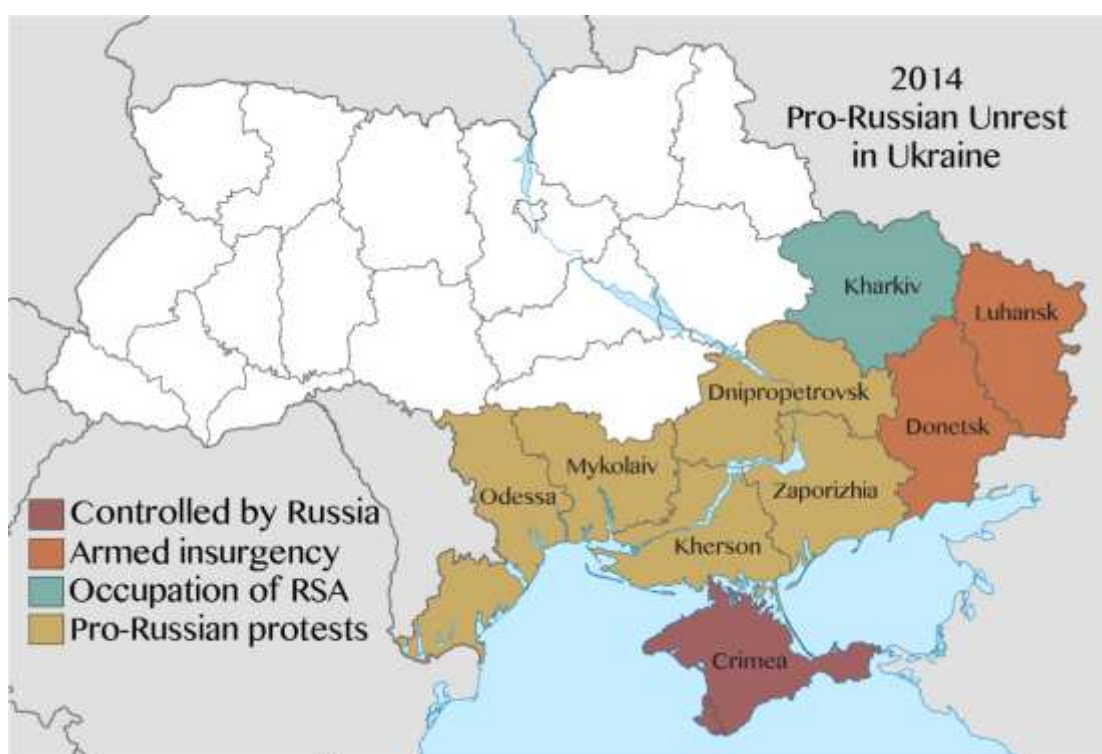 2014
Pro-Russian Unrest
in Ukraine
Kharkiv
Luhansk
Dnipropetrovsk
Donetsk
Mykolaiv
Odessa
Zaporizhia
Kherson
Crimea
Controlled by Russia
Armed insurgency
Occupation of RSA
Pro-Russian protests